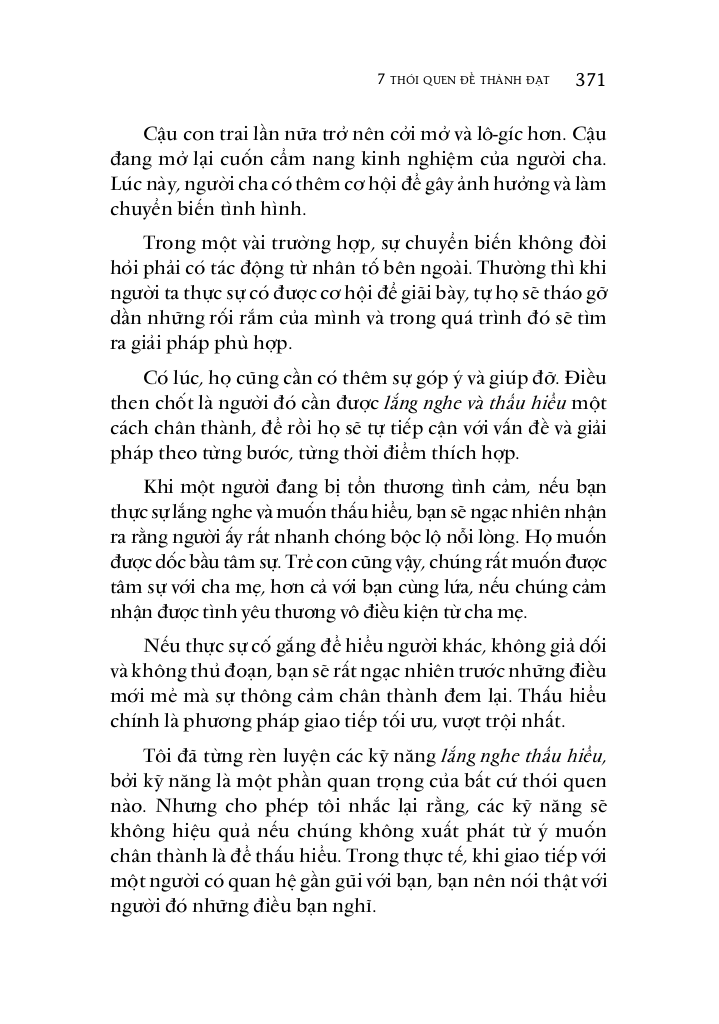 7 THÓI QUEN ĐỂ THÀNH ĐẠT 371
Cậu con trai lần nữa trở nên cởi mở và lô-gíc hơn. Cậu
đang mở lại cuốn cẩm nang kinh nghiệm của người cha.
Lúc này, người cha có thêm cơ hội để gây ảnh hưởng và làm
chuyển biến tình hình.
Trong một vài trường hợp, sự chuyển biến không đòi
hỏi phải có tác động từ nhân tố bên ngoài. Thường thì khi
người ta thực sự có được cơ hội để giãi bày, tự họ sẽ tháo gỡ
dần những rối rắm của mình và trong quá trình đó sẽ tìm
ra giải pháp phù hợp.
Có lúc, họ cũng cần có thêm sự góp ý và giúp đỡ. Điều
then chốt là người đó cần được lắng nghe và thấu hiểu một
cách chân thành, để rồi họ sẽ tự tiếp cận với vấn đề và giải
pháp theo từng bước, từng thời điểm thích hợp.
Khi một người đang bị tổn thương tình cảm, nếu bạn
thực sự lắng nghe và muốn thấu hiểu, bạn sẽ ngạc nhiên nhận
ra rằng người ấy rất nhanh chóng bộc lộ nỗi lòng. Họ muốn
được dốc bầu tâm sự. Trẻ con cũng vậy, chúng rất muốn được
tâm sự với cha mẹ, hơn cả với bạn cùng lứa, nếu chúng cảm
nhận được tình yêu thương vô điều kiện từ cha mẹ.
Nếu thực sự cố gắng để hiểu người khác, không giả dối
và không thủ đoạn, bạn sẽ rất ngạc nhiên trước những điều
mới mẻ mà sự thông cảm chân thành đem lại. Thấu hiểu
chính là phương pháp giao tiếp tối ưu, vượt trội nhất.
Tôi đã từng rèn luyện các kỹ năng lắng nghe thấu hiểu,
bởi kỹ năng là một phần quan trọng của bất cứ thói quen
nào. Nhưng cho phép tôi nhắc lại rằng, các kỹ năng sẽ
không hiệu quả nếu chúng không xuất phát từ ý muốn
chân thành là để thấu hiểu. Trong thực tế, khi giao tiếp với
một người có quan hệ gần gũi với bạn, bạn nên nói thật với
người đó những điều bạn nghĩ.